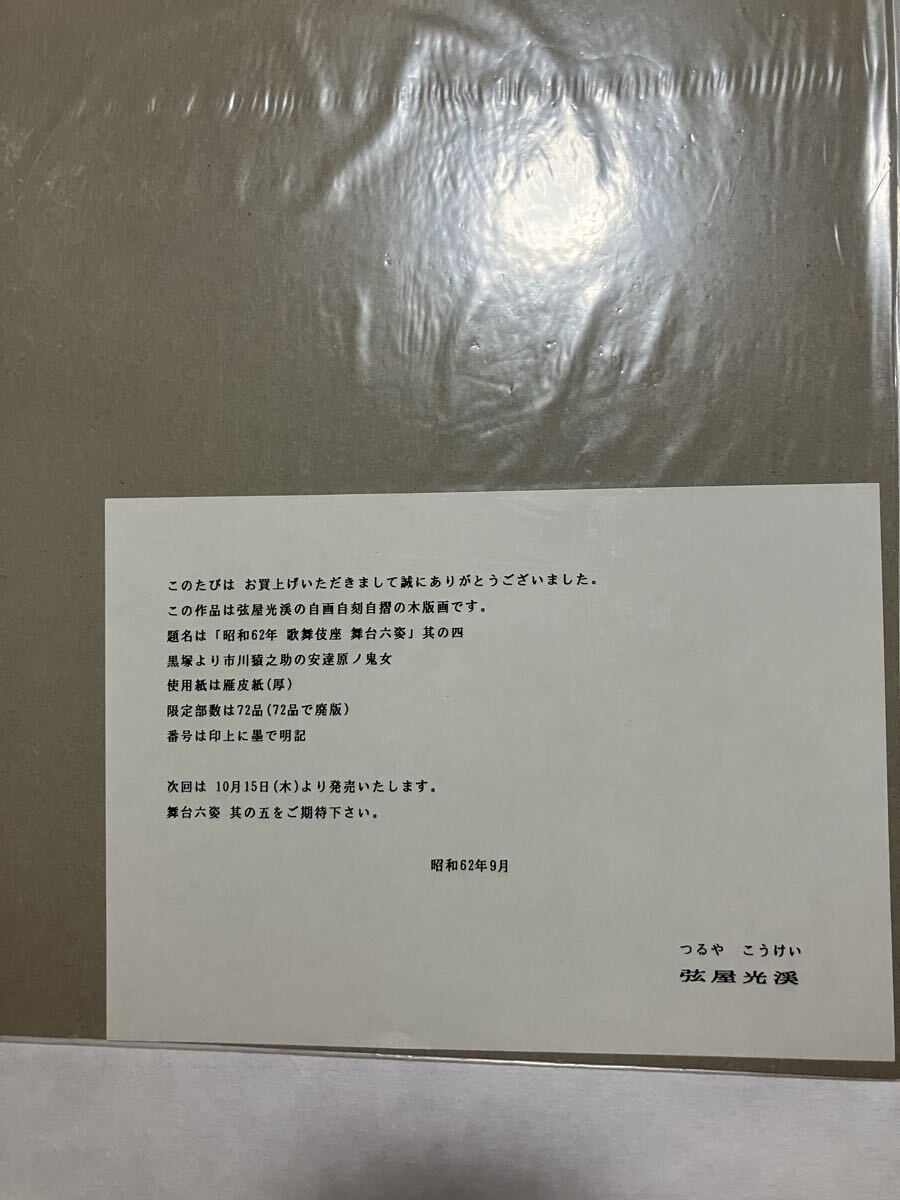 このたびは お買上げいただきまして誠にありがとうございました。
この作品は弦屋光溪の自画自刻自摺の木版画です。
題名は「昭和62年 歌舞伎座 舞台六姿」其の四
黒塚より市川猿之助の安達原ノ鬼女
使用紙は雁皮紙(厚)
限定部数は72品(72品で廃版)
番号は印上に墨で明記
次回は 10月15日(木)より発売いたします。
舞台六姿 其の五をご期待下さい。
昭和62年9月
つるや こうけい
弦屋光溪